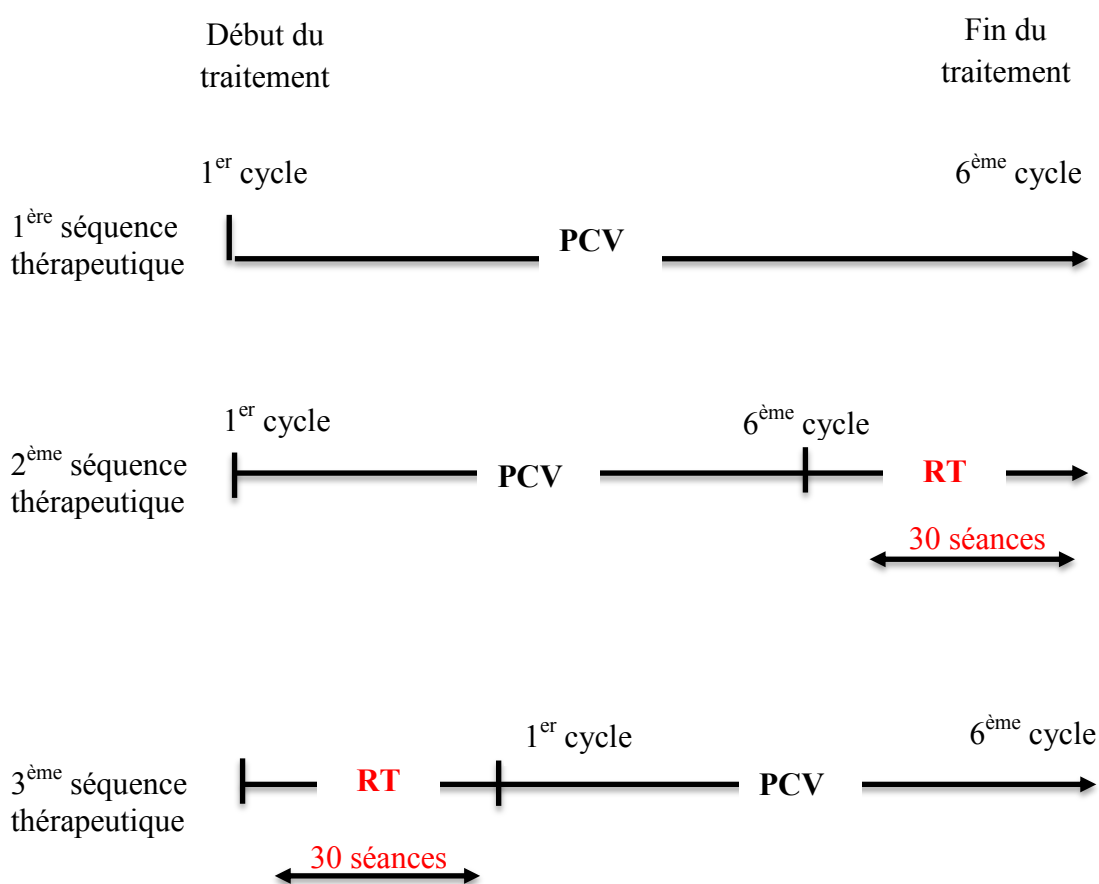 Début du
traitement
Fin du
traitement
1er cycle
6ème cycle
1ère séquence
thérapeutique
PCV
1er cycle
6ème cycle
2ème séquence
thérapeutique
PCV
RT
30 séances
1er cycle
6ème cycle
3ème séquence
thérapeutique
RT
PCV
30 séances